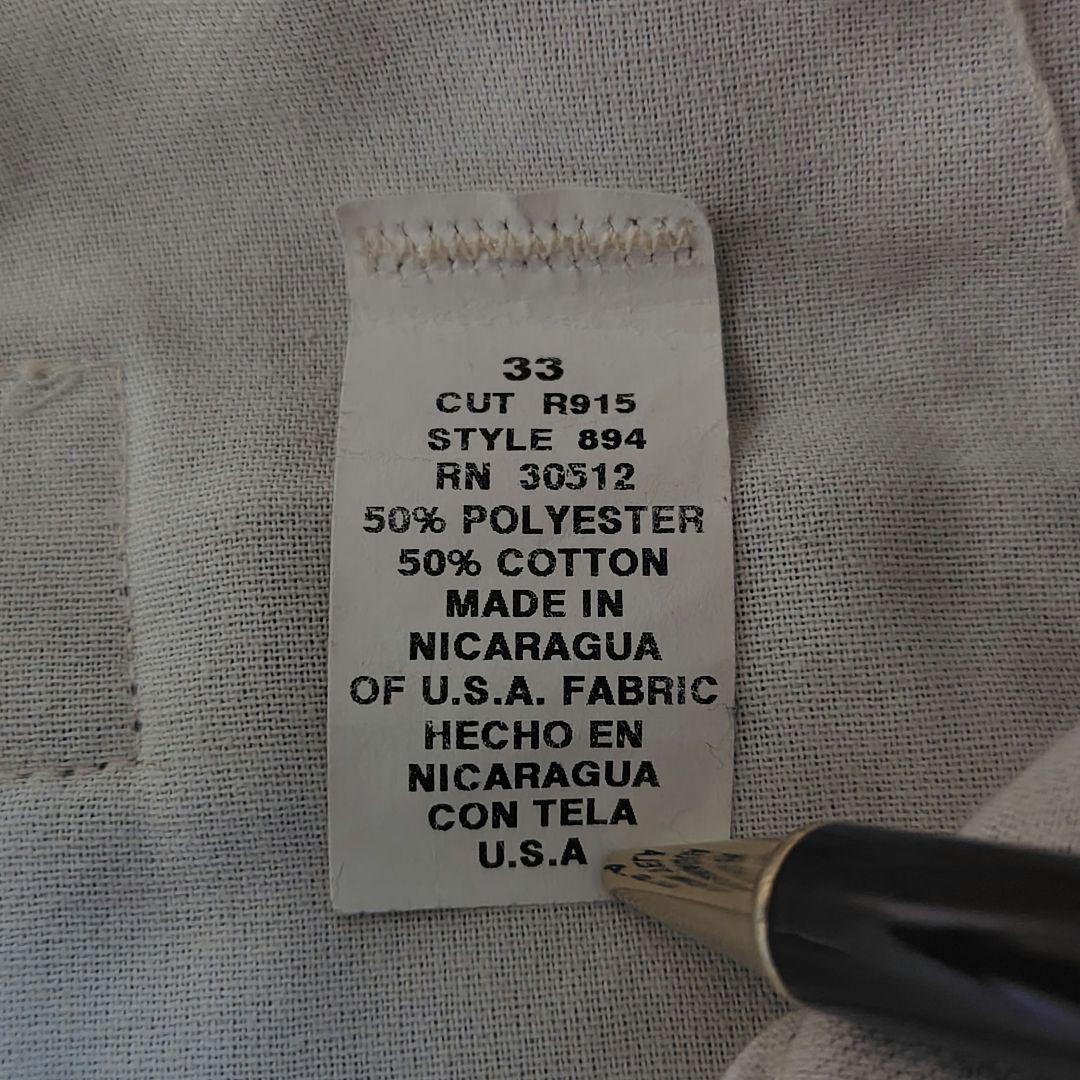 33
CUT R915
STYLE 894
RN 30512
50% POLYESTER
50% COTTON
MADE IN
NICARAGUA
OF U.S.A. FABRIC
HECHO EN
NICARAGUA
CON TELA
U.S.A